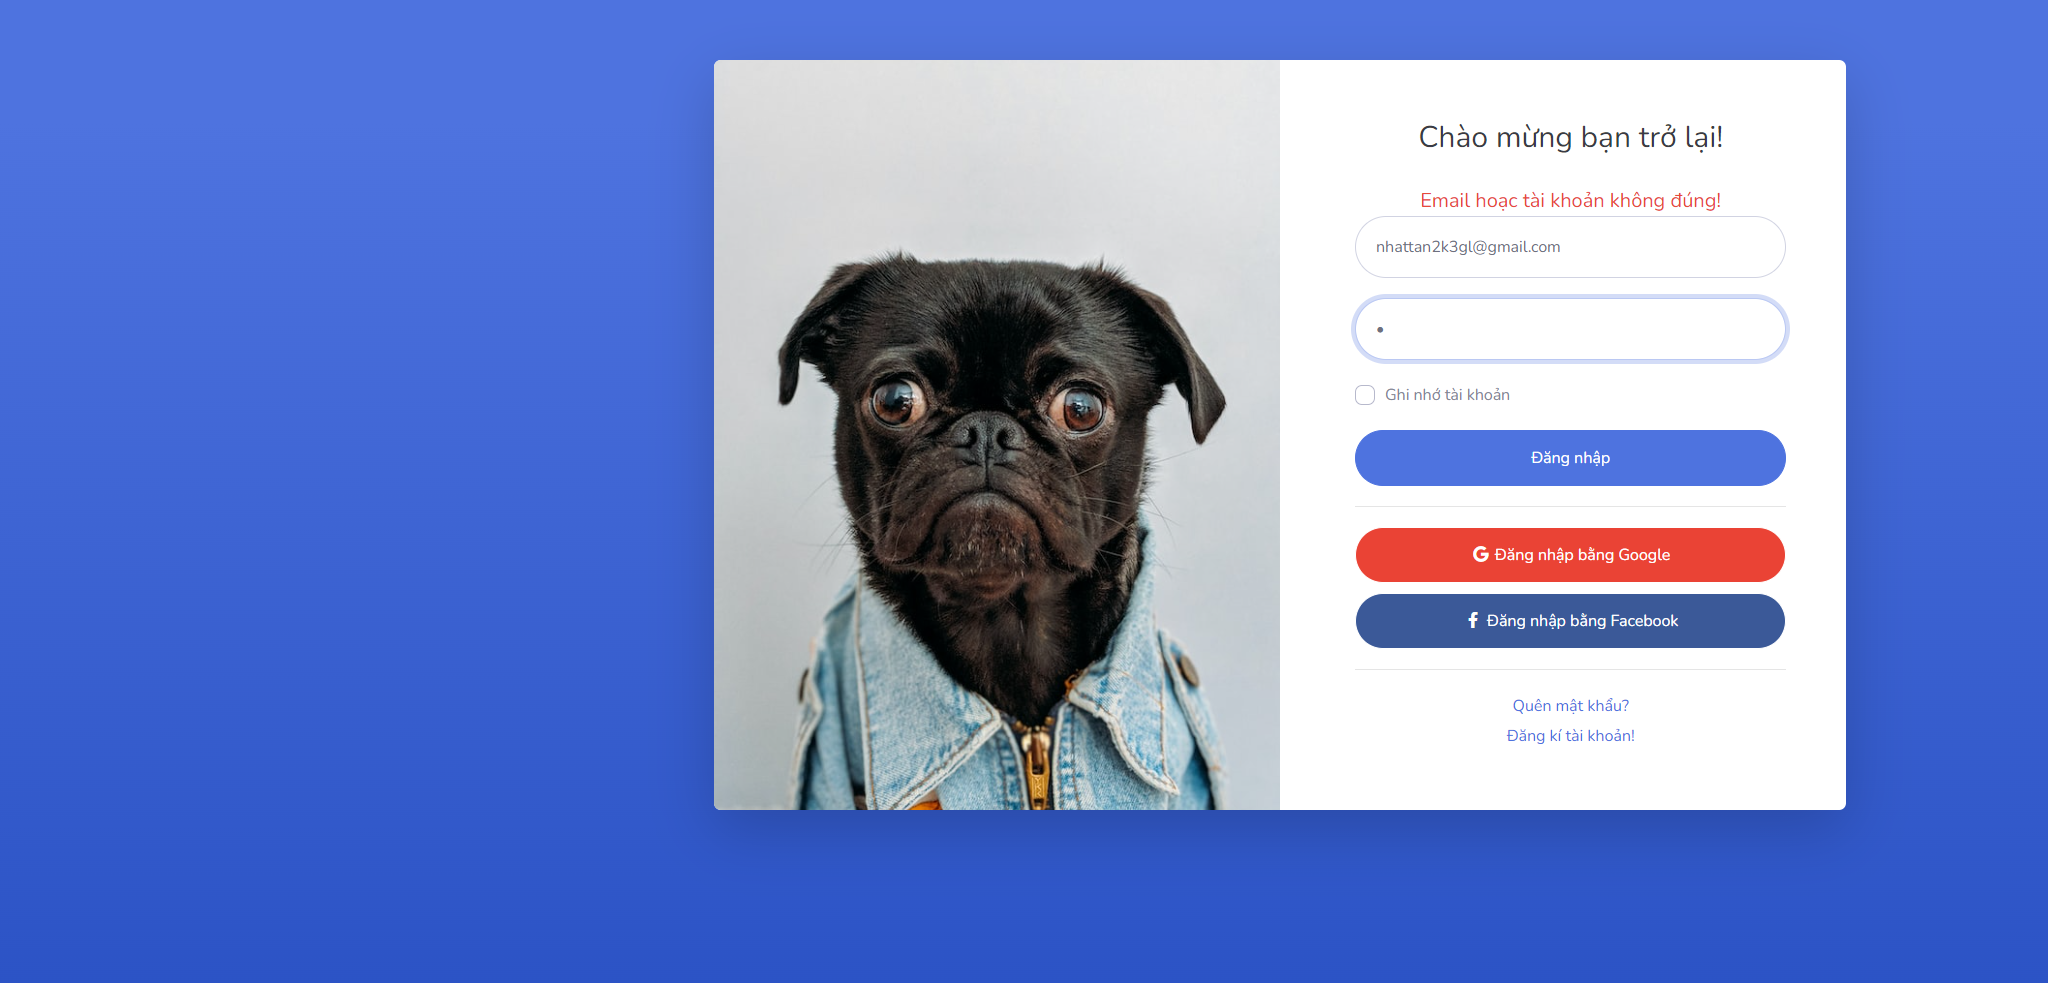 Chào mừng bạn trở lại!
Email hoạc tài khoản không đúng!
nhattan2k3gl@gmail.com
•
Ghi nhớ tài khoản
Đăng nhập
Đăng nhập bằng Google
Đăng nhập bằng Facebook
Quên mật khẩu?
Đăng kí tài khoản!